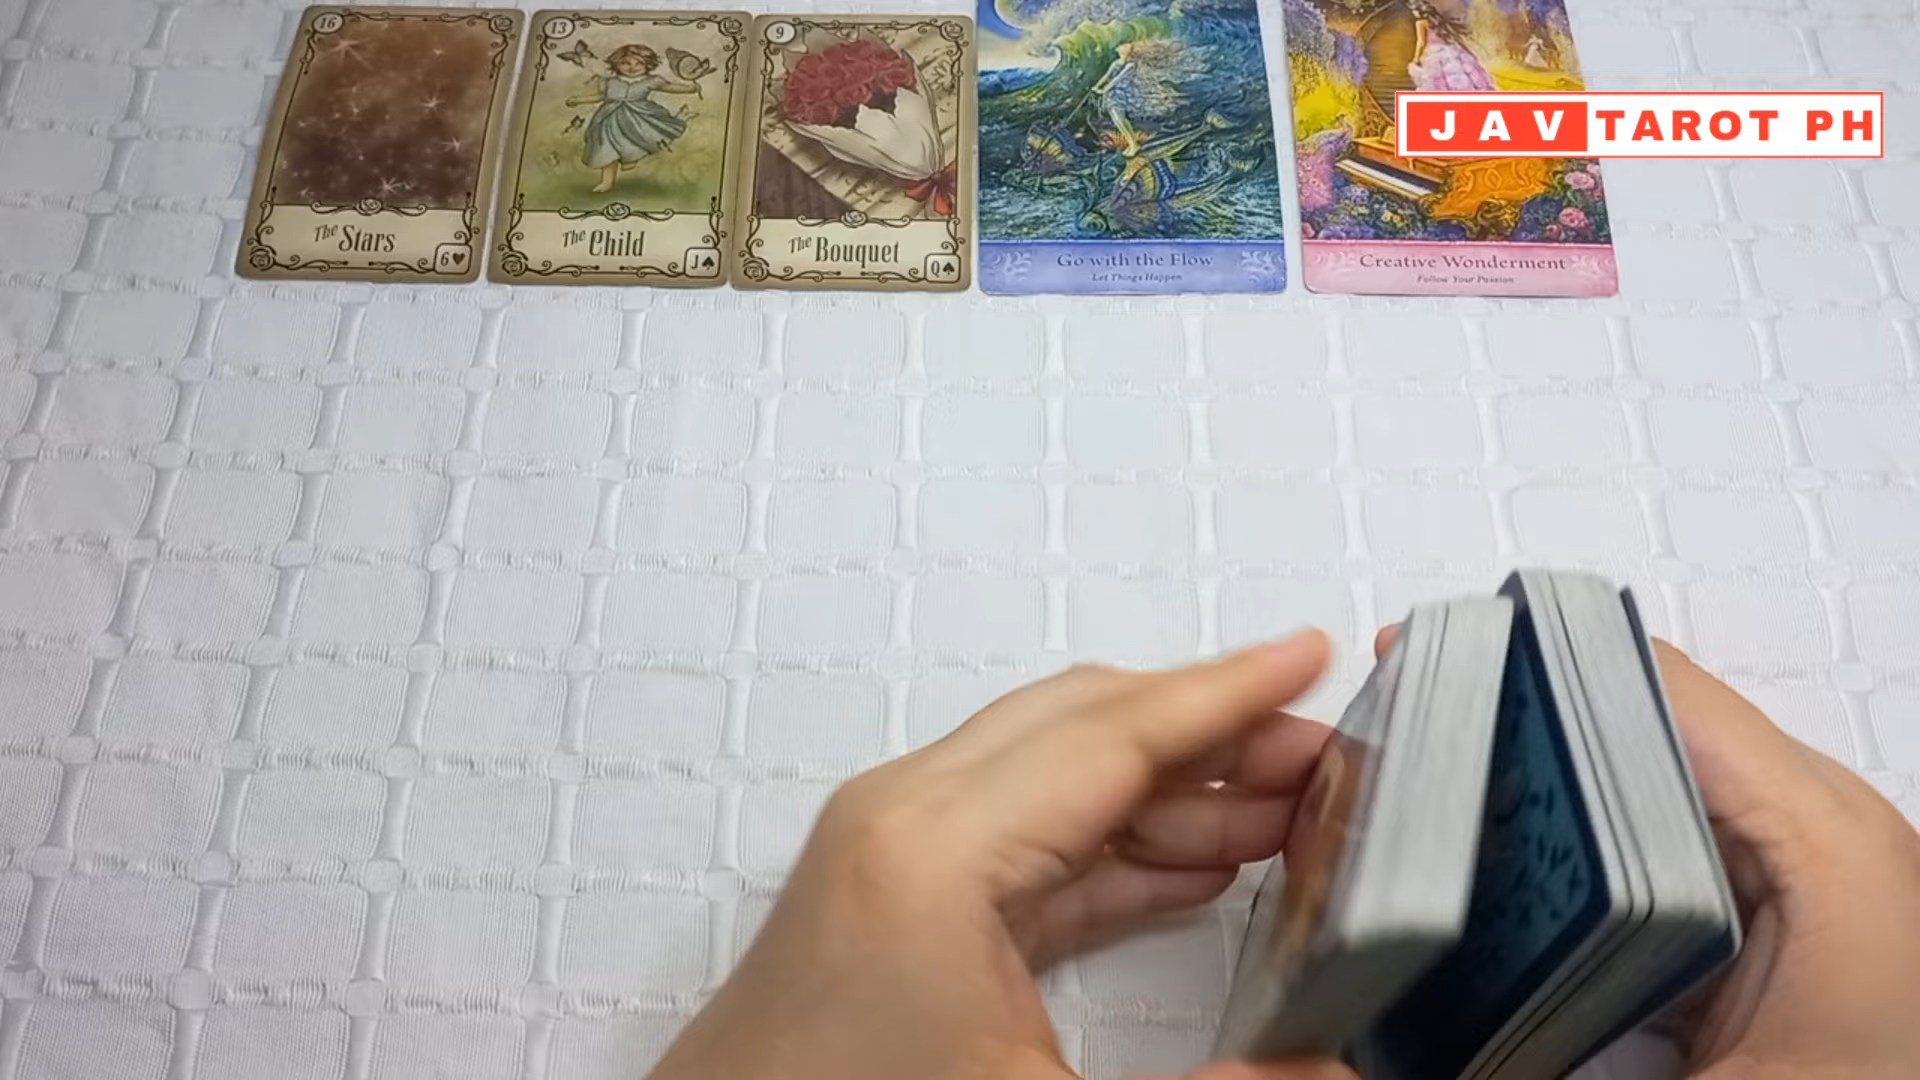 16
The Stars
6♥
13
The Child
J♠
9
The Bouquet
Q♠
Go with the Flow
Let Things Happen
Creative Wonderment
Follow Your Passion
JAVTAROT PH